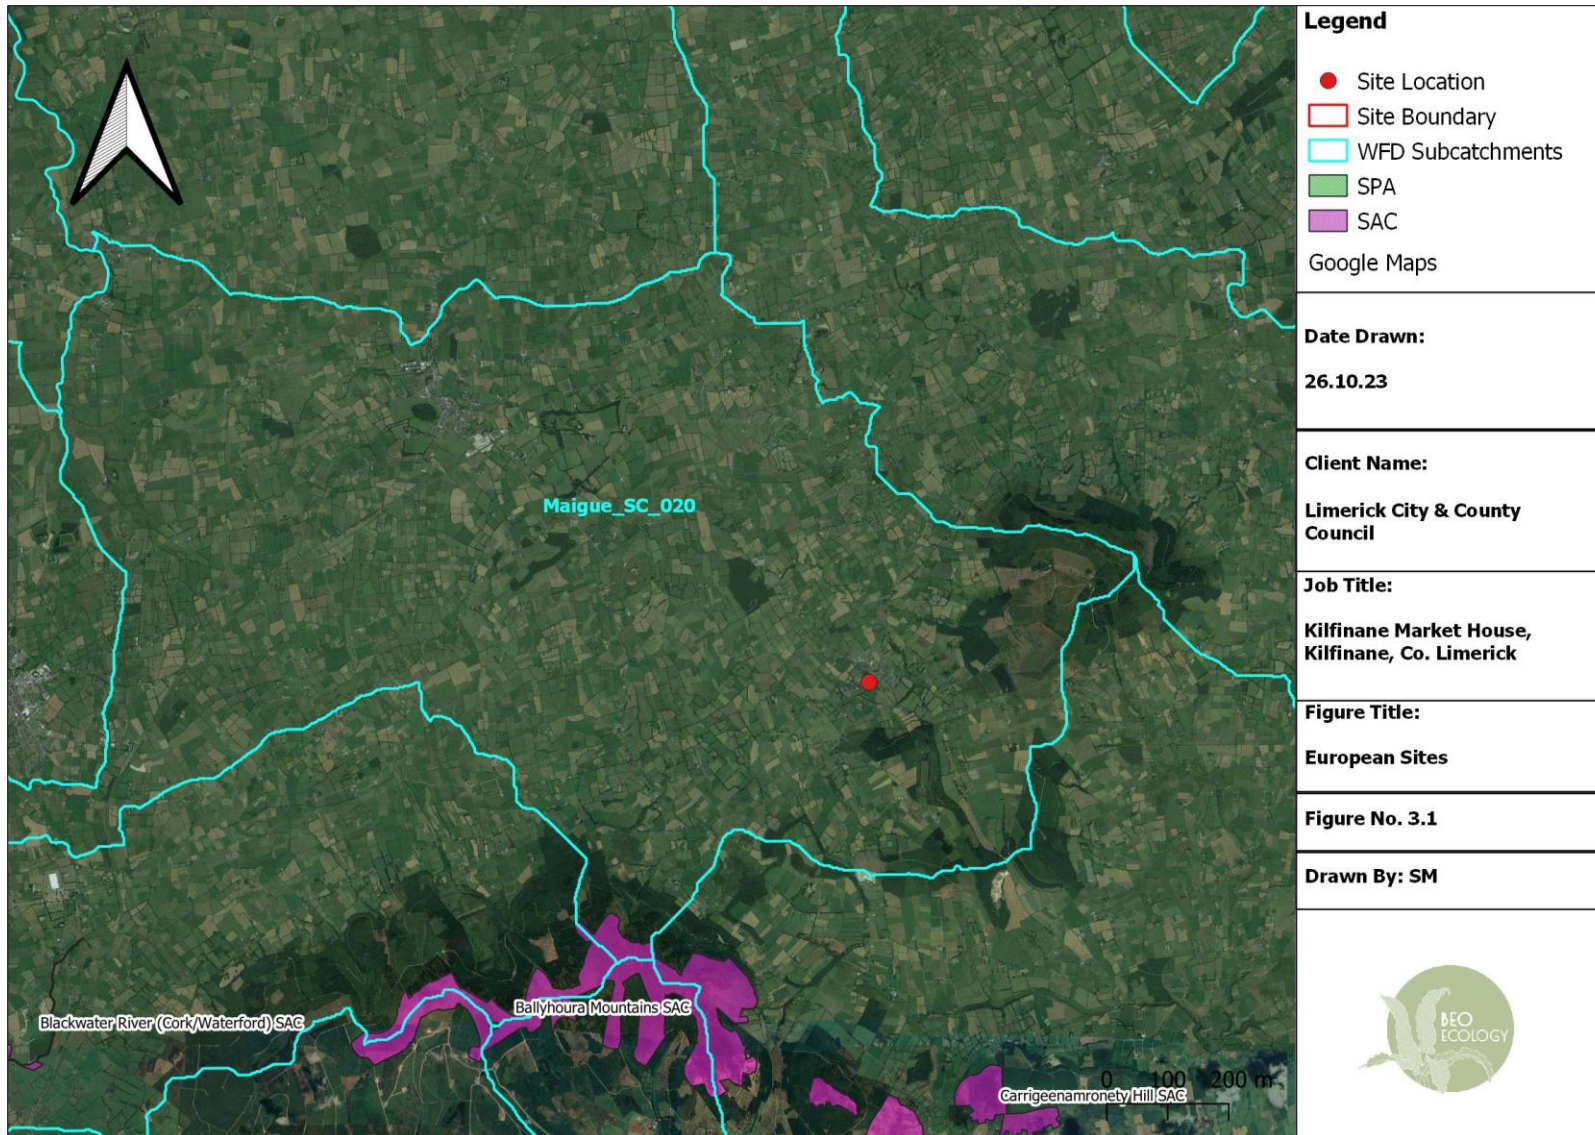 Maigue_SC_020
Blackwater River (Cork/Waterford) SAC
Ballyhoura Mountains SAC
Carrigeenamronety Hill SAC
0 100 200 m
Legend
Site Location
Site Boundary
WFD Subcatchments
SPA
SAC
Google Maps
Date Drawn:
26.10.23
Client Name:
Limerick City & County
Council
Job Title:
Kilfinane Market House,
Kilfinane, Co. Limerick
Figure Title:
European Sites
Figure No. 3.1
Drawn By: SM
BEO
ECOLOGY